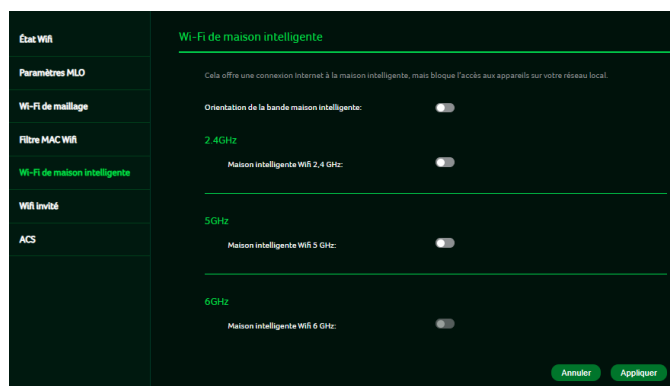 État Wifi
Paramètres MLO
Wi-Fi de maillage
Filtre MAC Wifi
Wi-Fi de maison intelligente
Wifi invité
ACS
Wi-Fi de maison intelligente
Cela offre une connexion Internet à la maison intelligente, mais bloque l'accès aux appareils sur votre réseau local.
Orientation de la bande maison intelligente:
2.4GHz
Maison intelligente Wifi 2,4 GHz:
5GHz
Maison intelligente Wifi 5 GHz:
6GHz
Maison intelligente Wifi 6 GHz:
Annuler Appliquer